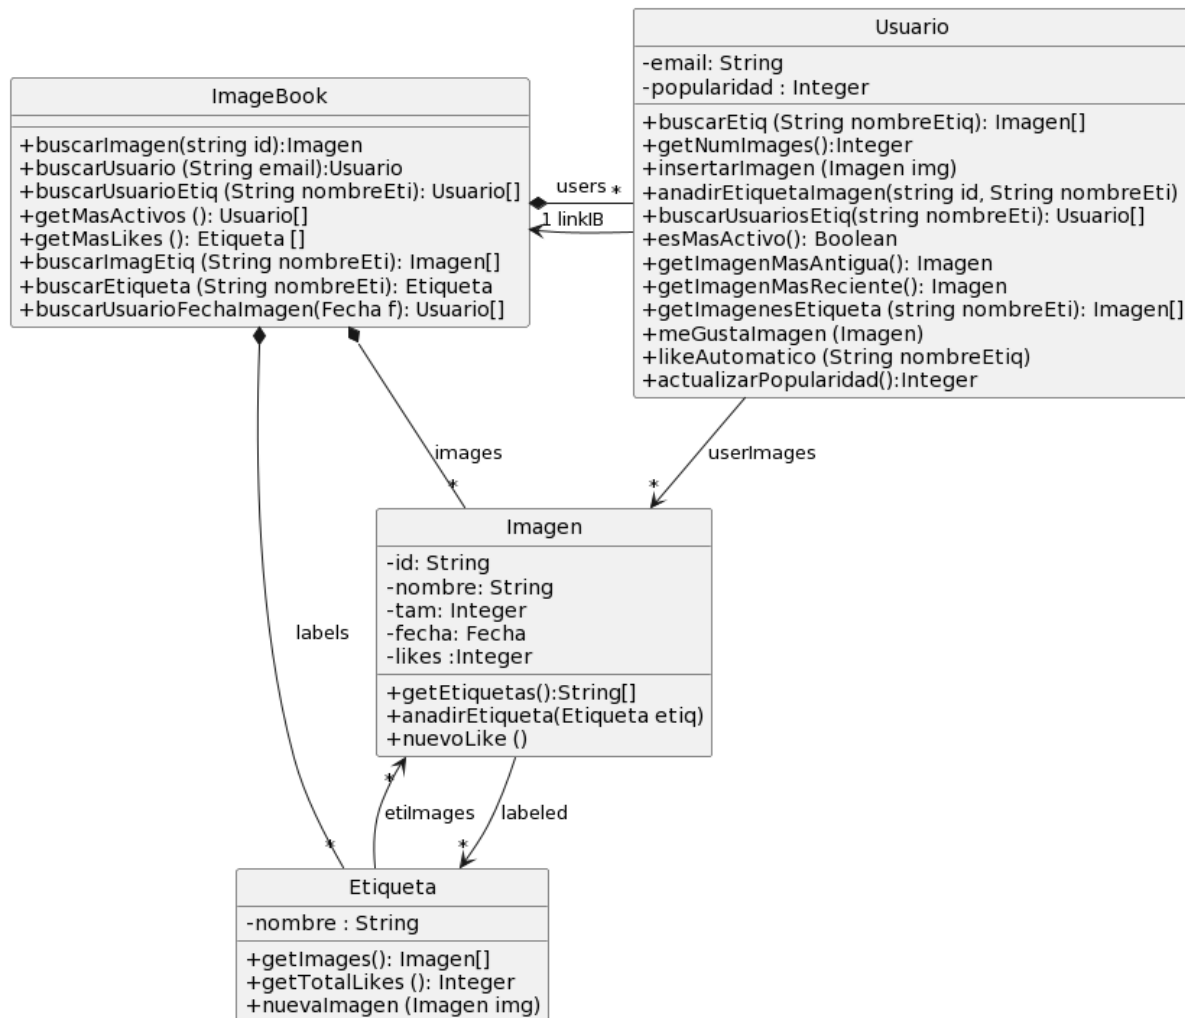 Usuario
-email: String
-popularidad : Integer
+buscarEtiq (String nombreEtiq): Imagen[]
+getNumImages():Integer
+insertarImagen (Imagen img)
+anadirEtiquetaImagen(string id, String nombreEti)
+buscarUsuariosEtiq(string nombreEti): Usuario[]
+esMasActivo(): Boolean
+getImagenMasAntigua(): Imagen
+getImagenMasReciente(): Imagen
+getImagenesEtiqueta (string nombreEti): Imagen[]
+meGustaImagen (Imagen)
+likeAutomatico (String nombreEtiq)
+actualizarPopularidad():Integer
ImageBook
+buscarImagen(string id):Imagen
+buscarUsuario (String email):Usuario
+buscarUsuarioEtiq (String nombreEti): Usuario[]
+getMasActivos (): Usuario[]
+getMasLikes (): Etiqueta []
+buscarImagEtiq (String nombreEti): Imagen[]
+buscarEtiqueta (String nombreEti): Etiqueta
+buscarUsuarioFechaImagen(Fecha f): Usuario[]
users *
1 linkIB
images
*
userImages
*
Imagen
-id: String
-nombre: String
-tam: Integer
-fecha: Fecha
-likes :Integer
+getEtiquetas():String[]
+anadirEtiqueta(Etiqueta etiq)
+nuevoLike ()
labels
*
*
etiImages
labeled
*
Etiqueta
-nombre : String
+getImages(): Imagen[]
+getTotalLikes (): Integer
+nuevaImagen (Imagen img)